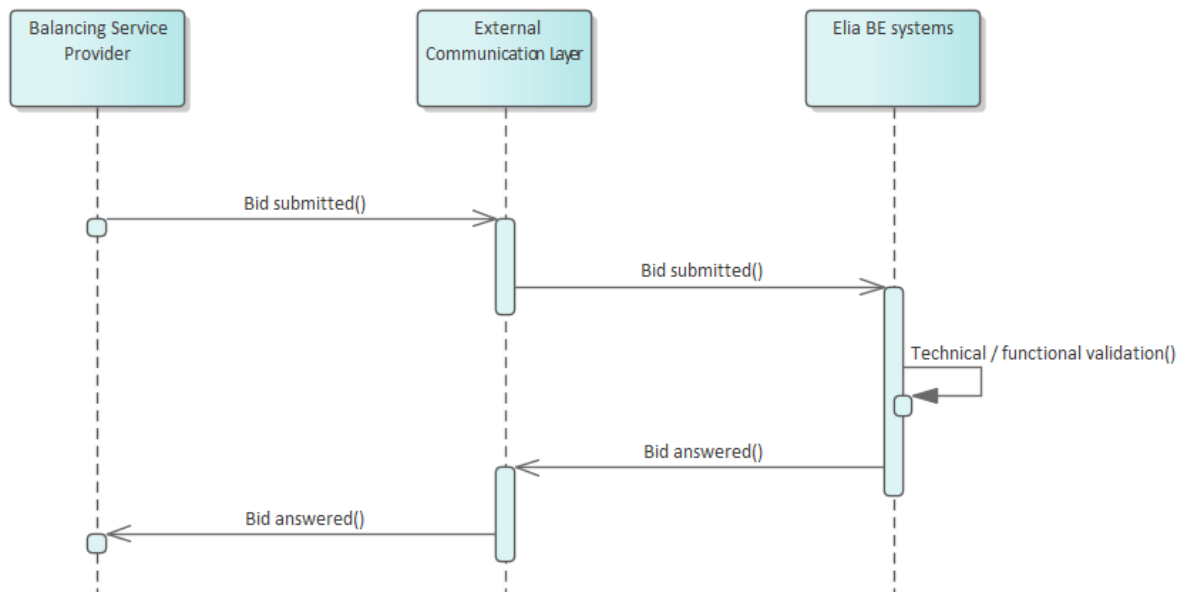 Balancing Service
Provider
External
Communication Layer
Elia BE systems
Bid submitted()
Bid submitted()
Technical / functional validation()
Bid answered()
Bid answered()